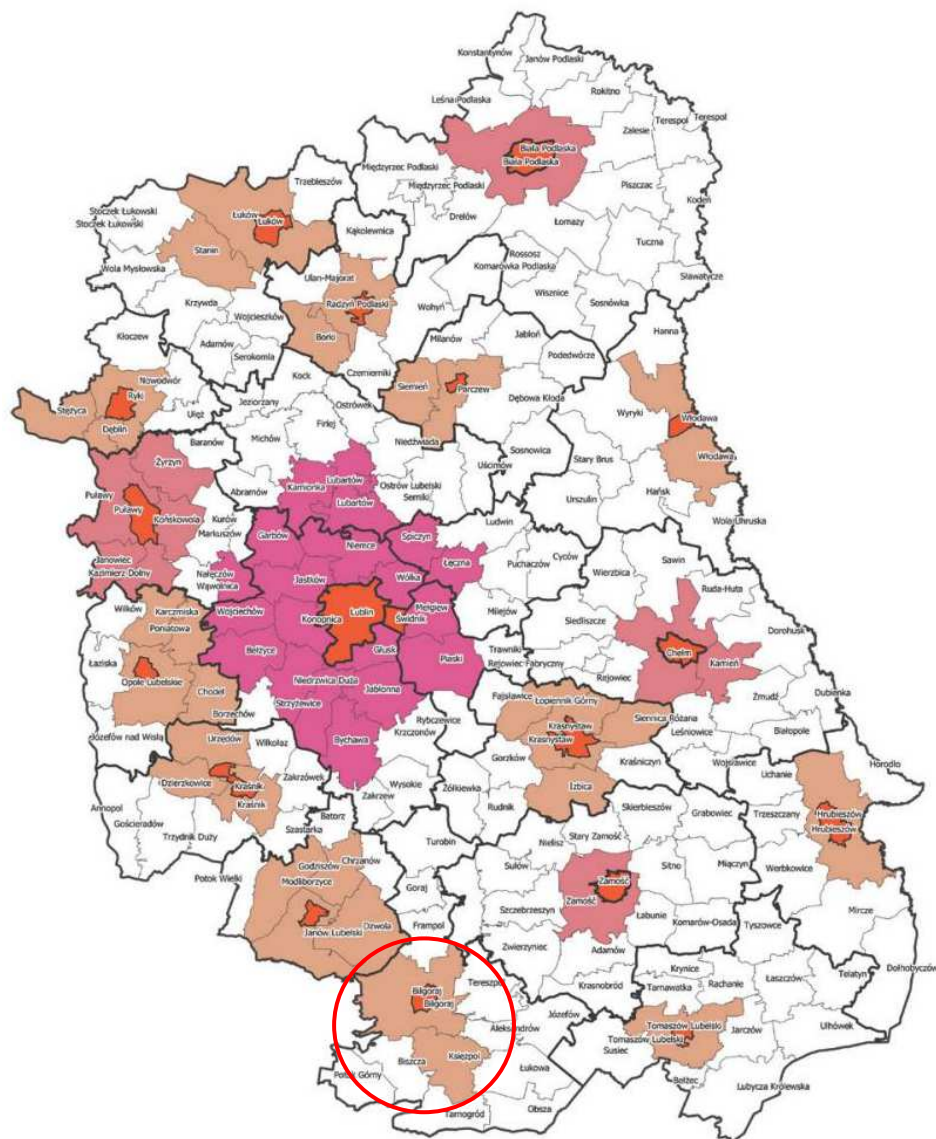 Konstantynów
Janów Podlaski
Rokitno
Leśna Podlaska
Terespol
Terespol
Zalesie
Biała Podlaska
Biała Podlaska
Międzyrzec Podlaski
Międzyrzec Podlaski
Trzebieszów
Piszczac
Kodeń
Stoczek Łukowski
Stoczek Łukowski
Łuków
Łuków
Drelów
Łomazy
Kąkolewnica
Tuczna
Stanin
Rossosz
Komarówka Podlaska
Wola Mysłowska
Ulan-Majorat
Sławatycze
Wisznice
Sosnówka
Krzywda
Radzyń Podlaski
Wohyń
Wojcieszków
Hanna
Kłoczew
Adamów
Borki
Milanów
Jabłoń
Serokomla
Podedwórze
Czemierniki
Kock
Nowodwór
Siemień
Parczew
Ryki
Jeziorzany
Ostrówek
Dębowa Kłoda
Stężyca
Ułęż
Wyryki
Włodawa
Firlej
Dęblin
Michów
Niedźwiada
Baranów
Sosnowica
Stary Brus
Włodawa
Żyrzyn
Uścimów
Lubartów
Kamionka
Ostrów Lubelski
Hańsk
Puławy
Abramów
Lubartów
Serniki
Urszulin
Puławy
Końskowola
Kurów
Ludwin
Wola Uhruska
Markuszów
Garbów
Niemce
Spiczyn
Cyców
Sawin
Janowiec
Łęczna
Puchaczów
Wierzbica
Kazimierz Dolny
Nałęczów
Wąwolnica
Jastków
Wólka
Ruda-Huta
Wilków
Karczmiska
Wojciechów
Lublin
Mełgiew
Milejów
Siedliszcze
Konopnica
Świdnik
Dorohusk
Poniatowa
Głusk
Trawniki
Chełm
Łaziska
Bełżyce
Piaski
Rejowiec Fabryczny
Kamień
Opole Lubelskie
Niedrzwica Duża
Rejowiec
Chodel
Jabłonna
Fajsławice
Żmudź
Dubienka
Borzechów
Strzyżewice
Łopiennik Górny
Rybczewice
Siennica Różana
Białopole
Józefów nad Wisłą
Urzędów
Bychawa
Krzczonów
Krasnystaw
Krasnystaw
Leśniowice
Wilkołaz
Gorzków
Kraśniczyn
Wojsławice
Horodło
Dzierzkowice
Kraśnik
Zakrzówek
Wysokie
Żółkiewka
Uchanie
Kraśnik
Zakrzew
Izbica
Annopol
Rudnik
Skierbieszów
Grabowiec
Trzeszczany
Hrubieszów
Hrubieszów
Gościeradów
Szastarka
Batorz
Trzydnik Duży
Turobin
Nielisz
Stary Zamość
Potok Wielki
Godziszów
Chrzanów
Sułów
Sitno
Miączyn
Werbkowice
Modliborzyce
Goraj
Zamość
Zamość
Szczebrzeszyn
Łabunie
Mircze
Janów Lubelski
Dzwola
Frampol
Komarów-Osada
Tyszowce
Zwierzyniec
Adamów
Dołhobyczów
Krasnobród
Krynice
Łaszczów
Telatyn
Biłgoraj
Biłgoraj
Tarnawatka
Rachanie
Józefów
Aleksandrów
Tomaszów Lubelski
Tomaszów Lubelski
Jarczów
Ulhówek
Susiec
Biszcza
Księżpol
Łukowa
Bełżec
Potok Górny
Lubycza Królewska
Obsza
Tarnogród